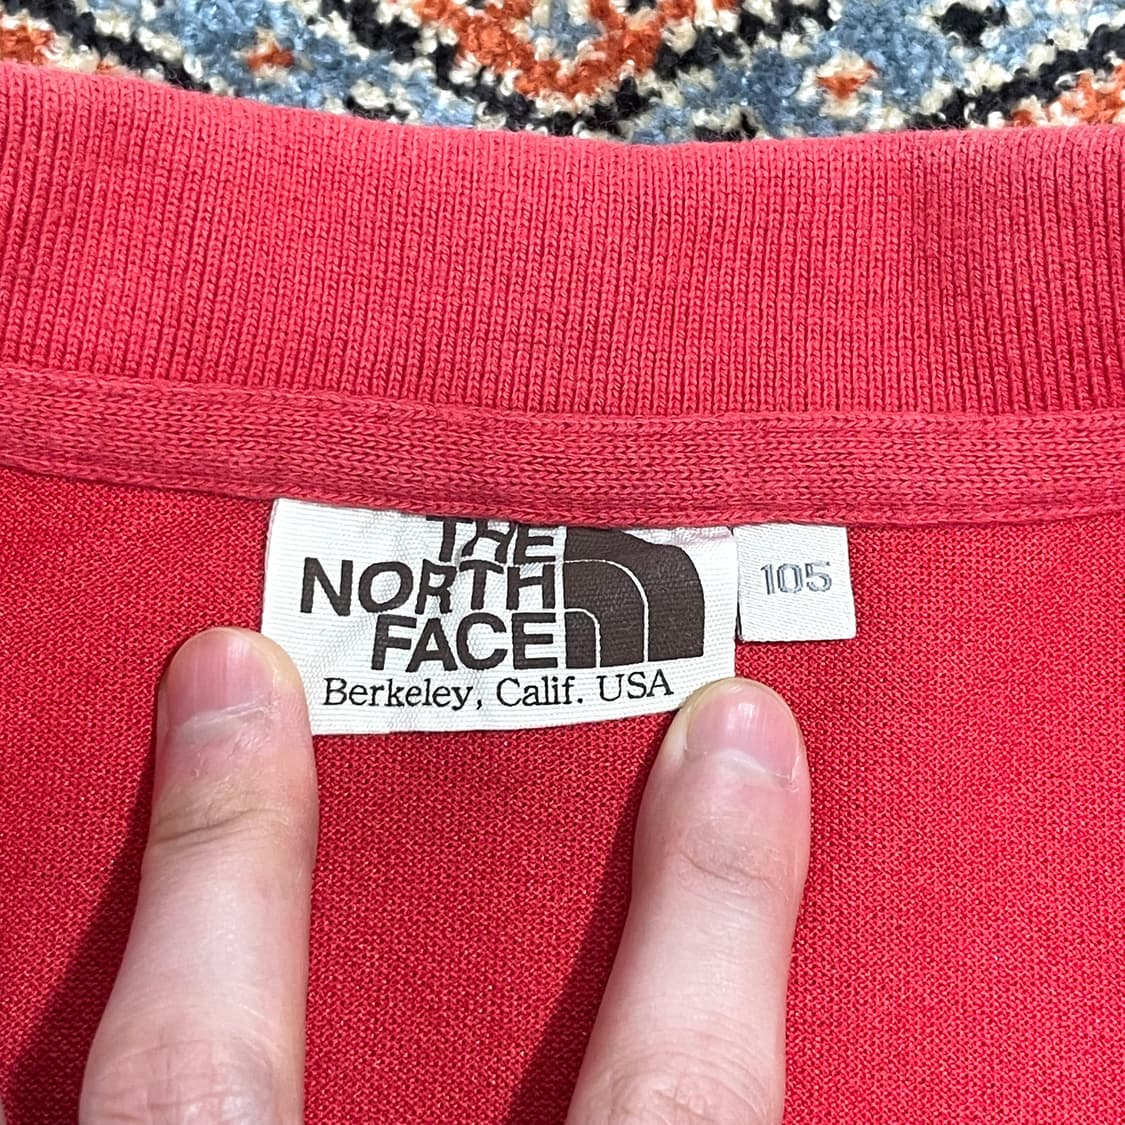 THE
NORTH
FACE
Berkeley, Calif. USA
105